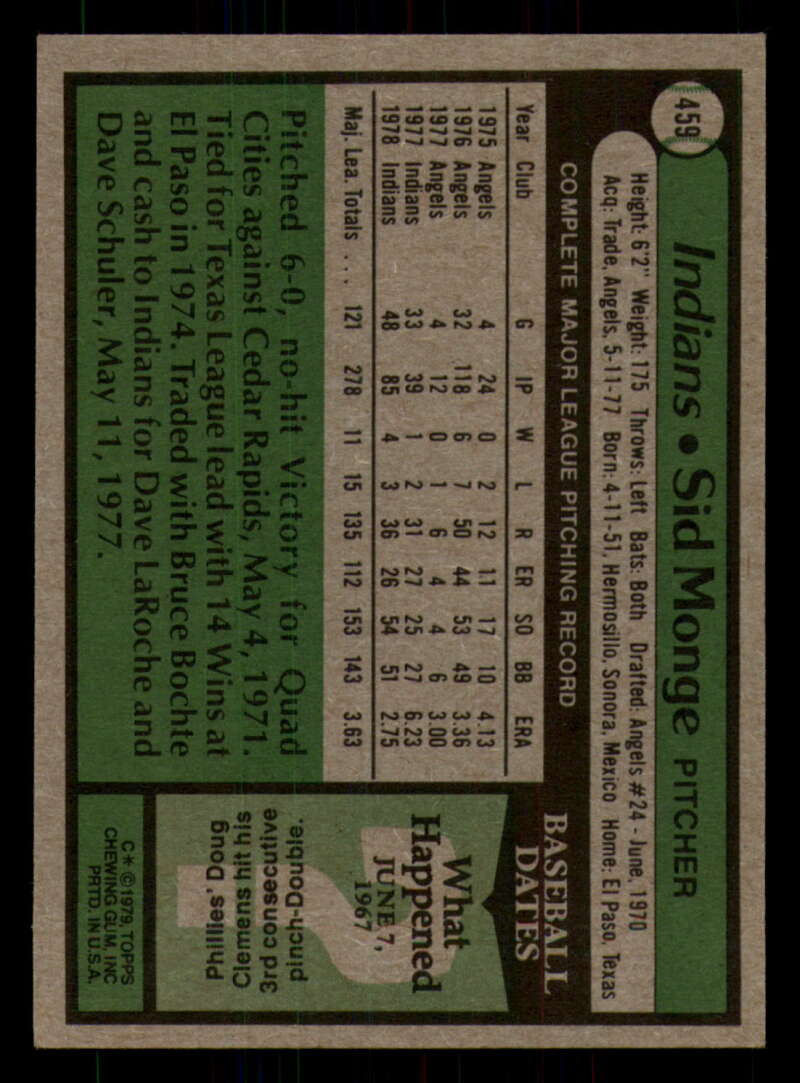 459
Indians • Sid Monge PITCHER
Height: 6'2" Weight: 175 Throws: Left Bats: Both Drafted: Angels #24 - June, 1970
Acq: Trade, Angels, 5-11-77 Born: 4-11-51, Hermosillo, Sonora, Mexico Home: El Paso, Texas
COMPLETE MAJOR LEAGUE PITCHING RECORD
Year Club G IP W L R ER SO BB ERA
1975 Angels 4 24 0 2 12 11 17 10 4.13
1976 Angels 32 118 6 7 50 44 53 49 3.36
1977 Angels 4 12 0 1 6 4 4 6 3.00
1977 Indians 33 39 1 2 31 27 25 27 6.23
1978 Indians 48 85 4 3 36 26 54 51 2.75
Maj. Lea. Totals . . . 121 278 11 15 135 112 153 143 3.63
Pitched 6-0, no-hit Victory for Quad
Cities against Cedar Rapids, May 4, 1971.
Tied for Texas League lead with 14 Wins at
El Paso in 1974. Traded with Bruce Bochte
and cash to Indians for Dave LaRoche and
Dave Schuler, May 11, 1977.
BASEBALL
DATES
What
Happened
JUNE 7,
1967
Phillies' Doug
Clemens hit his
3rd consecutive
pinch-Double.
C* © 1979, TOPPS
CHEWING GUM, INC
PRTD. IN U.S.A.